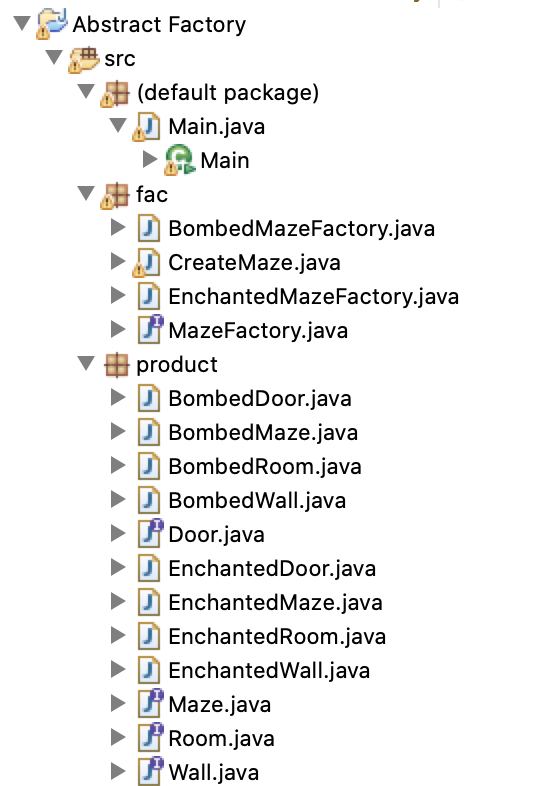 Abstract Factory
src
(default package)
Main.java
Main
fac
BombedMazeFactory.java
CreateMaze.java
EnchantedMazeFactory.java
MazeFactory.java
product
BombedDoor.java
BombedMaze.java
BombedRoom.java
BombedWall.java
Door.java
EnchantedDoor.java
EnchantedMaze.java
EnchantedRoom.java
EnchantedWall.java
Maze.java
Room.java
Wall.java